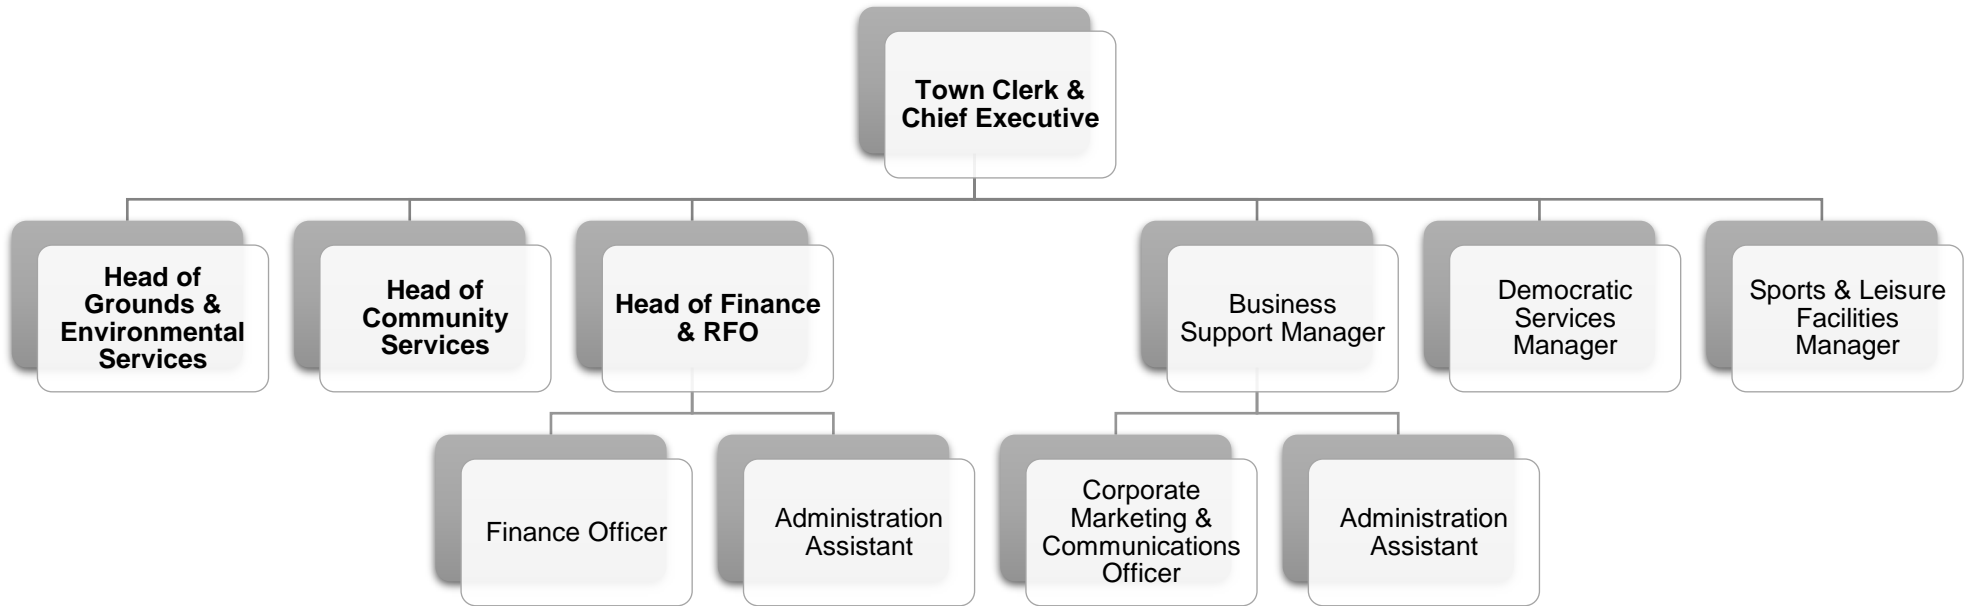 Town Clerk &
Chief Executive
Head of
Grounds &
Environmental
Services
Head of
Community
Services
Head of Finance
& RFO
Business
Support Manager
Democratic
Services
Manager
Sports & Leisure
Facilities
Manager
Finance Officer
Administration
Assistant
Corporate
Marketing &
Communications
Officer
Administration
Assistant